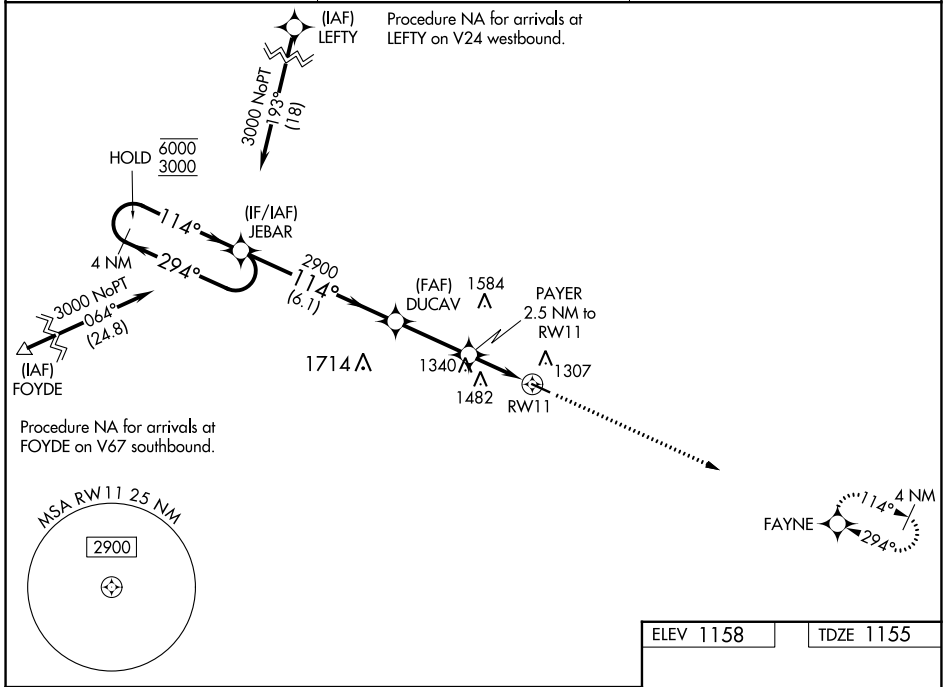 (IAF)
LEFTY
Procedure NA for arrivals at
LEFTY on V24 westbound.
3000 NoPT
193°
(18)
HOLD 6000
3000
(IF/IAF)
JEBAR
114°
294°
4 NM
2900
114°
(6.1)
(FAF)
DUCAV
1584
PAYER
2.5 NM to
RW11
3000 NoPT
064°
(24.8)
(IAF)
FOYDE
1714
1340
1482
1307
RW11
Procedure NA for arrivals at
FOYDE on V67 southbound.
MSA RW11 25 NM
2900
FAYNE
114°
4 NM
294°
ELEV 1158
TDZE 1155